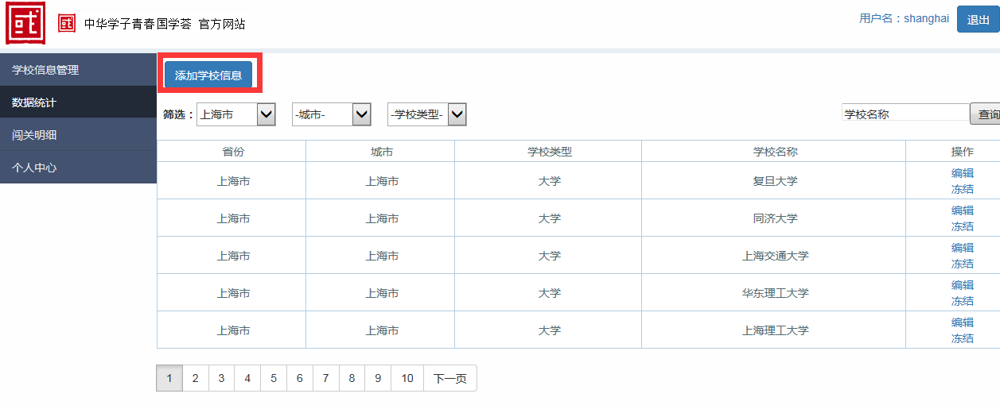 中华学子青春国学荟 官方网站
用户名：shanghai 退出
学校信息管理
数据统计
闯关明细
个人中心
添加学校信息
筛选： 上海市 -城市- -学校类型- 学校名称 查询
省份 城市 学校类型 学校名称 操作
上海市 上海市 大学 复旦大学 编辑
冻结
上海市 上海市 大学 同济大学 编辑
冻结
上海市 上海市 大学 上海交通大学 编辑
冻结
上海市 上海市 大学 华东理工大学 编辑
冻结
上海市 上海市 大学 上海理工大学 编辑
冻结
1 2 3 4 5 6 7 8 9 10 下一页